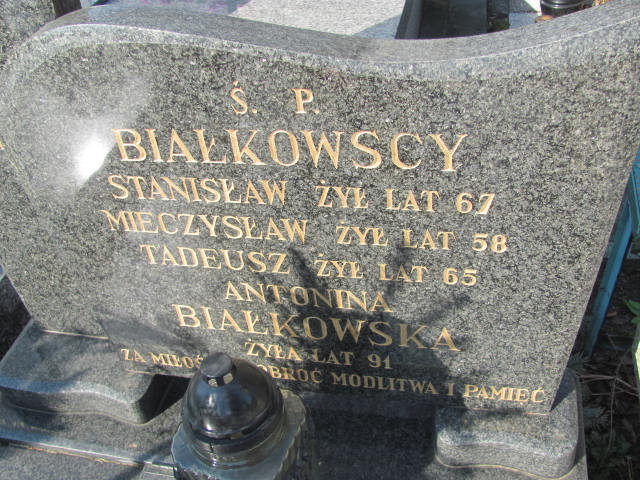 Ś. P.
BIAŁKOWSCY
STANISŁAW ŻYŁ LAT 67
MIECZYSŁAW ŻYŁ LAT 58
TADEUSZ ŻYŁ LAT 65
ANTONINA
BIAŁKOWSKA
ŻYŁA LAT 91
ZA MIŁOŚĆ DOBROĆ MODLITWA I PAMIĘĆ